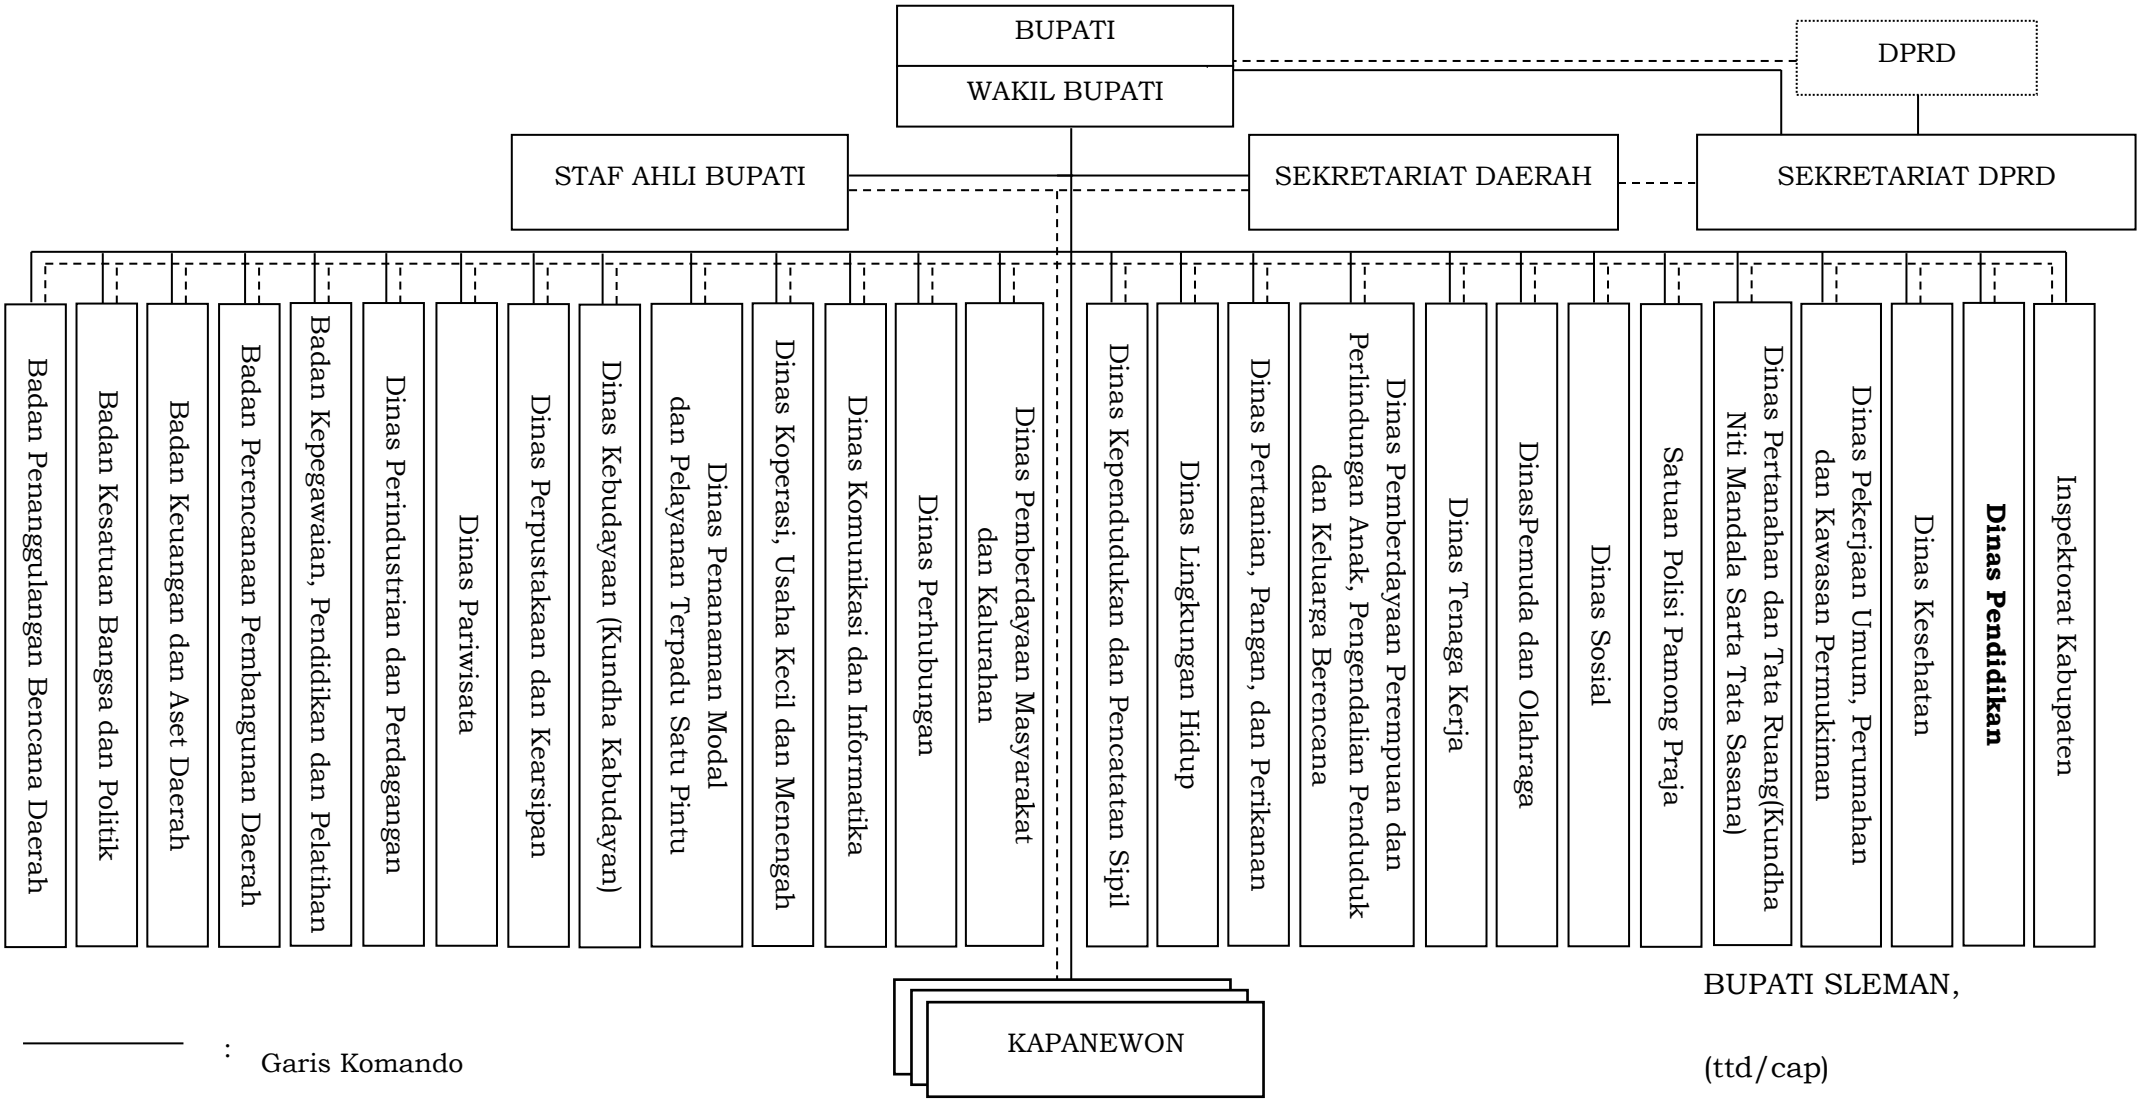 BUPATI
WAKIL BUPATI
DPRD
STAF AHLI BUPATI
SEKRETARIAT DAERAH
SEKRETARIAT DPRD
Badan Penanggulangan Bencana Daerah
Badan Kesatuan Bangsa dan Politik
Badan Keuangan dan Aset Daerah
Badan Perencanaan Pembangunan Daerah
Badan Kepegawaian, Pendidikan dan Pelatihan
Dinas Perindustrian dan Perdagangan
Dinas Pariwisata
Dinas Perpustakaan dan Kearsipan
Dinas Kebudayaan (Kundha Kabudayan)
Dinas Penanaman Modal
dan Pelayanan Terpadu Satu Pintu
Dinas Koperasi, Usaha Kecil dan Menengah
Dinas Komunikasi dan Informatika
Dinas Perhubungan
Dinas Pemberdayaan Masyarakat
dan Kalurahan
Dinas Kependudukan dan Pencatatan Sipil
Dinas Lingkungan Hidup
Dinas Pertanian, Pangan, dan Perikanan
Dinas Pemberdayaan Perempuan dan
Perlindungan Anak, Pengendalian Penduduk
dan Keluarga Berencana
Dinas Tenaga Kerja
DinasPemuda dan Olahraga
Dinas Sosial
Satuan Polisi Pamong Praja
Dinas Pertanahan dan Tata Ruang(Kundha
Niti Mandala Sarta Tata Sasana)
Dinas Pekerjaan Umum, Perumahan
dan Kawasan Permukiman
Dinas Kesehatan
Dinas Pendidikan
Inspektorat Kabupaten
KAPANEWON
BUPATI SLEMAN,
(ttd/cap)
: Garis Komando